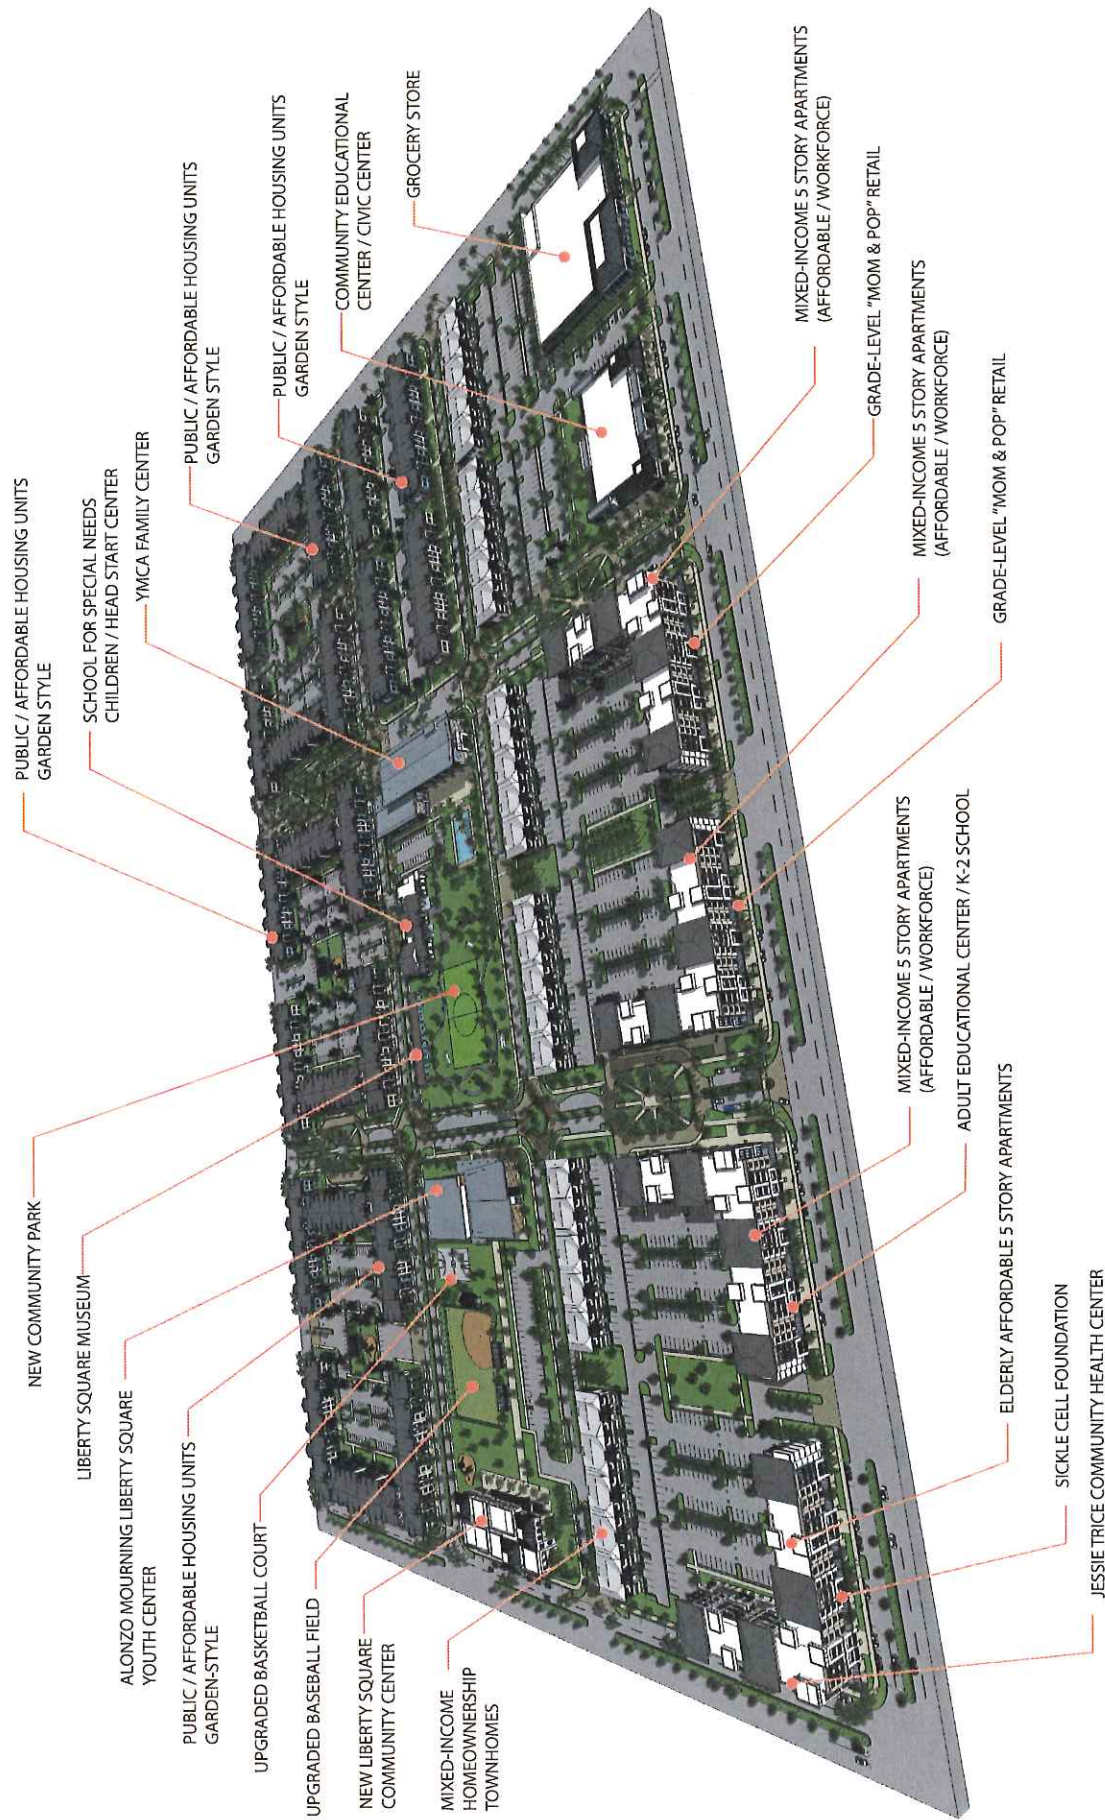 NEW COMMUNITY PARK
LIBERTY SQUARE MUSEUM
ALONZO MOURNING LIBERTY SQUARE
YOUTH CENTER
PUBLIC / AFFORDABLE HOUSING UNITS
GARDEN-STYLE
UPGRADED BASKETBALL COURT
UPGRADED BASEBALL FIELD
NEW LIBERTY SQUARE
COMMUNITY CENTER
MIXED-INCOME
HOMEOWNERSHIP
TOWNHOMES
PUBLIC / AFFORDABLE HOUSING UNITS
GARDEN STYLE
SCHOOL FOR SPECIAL NEEDS
CHILDREN / HEAD START CENTER
YMCA FAMILY CENTER
PUBLIC / AFFORDABLE HOUSING UNITS
GARDEN STYLE
PUBLIC / AFFORDABLE HOUSING UNITS
GARDEN STYLE
COMMUNITY EDUCATIONAL
CENTER / CIVIC CENTER
GROCERY STORE
MIXED-INCOME 5 STORY APARTMENTS
(AFFORDABLE / WORKFORCE)
GRADE-LEVEL "MOM & POP" RETAIL
MIXED-INCOME 5 STORY APARTMENTS
(AFFORDABLE / WORKFORCE)
GRADE-LEVEL "MOM & POP" RETAIL
MIXED-INCOME 5 STORY APARTMENTS
(AFFORDABLE / WORKFORCE)
ADULT EDUCATIONAL CENTER / K-2 SCHOOL
ELDERLY AFFORDABLE 5 STORY APARTMENTS
SICKLE CELL FOUNDATION
JESSIE TRICE COMMUNITY HEALTH CENTER